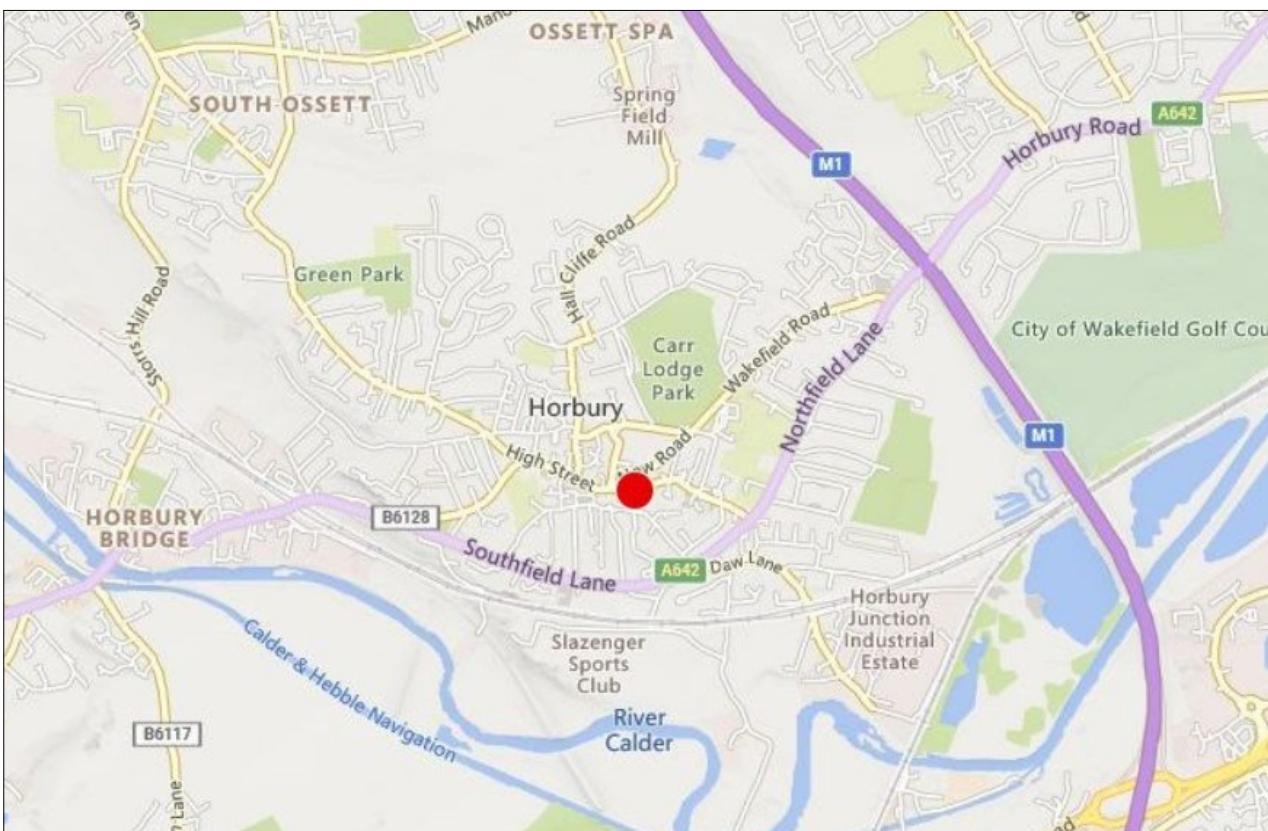 OSSETT SPA
SOUTH OSSETT
Spring
Field
Mill
A642
Horbury Road
M1
Hall Cliffe Road
Green Park
Storrs Hill Road
City of Wakefield Golf
Wakefield Road
Carr
Lodge
Park
Northfield Lane
Horbury
M1
High Street
New Road
HORBURY
BRIDGE
B6128
Southfield Lane
A642
Daw Lane
Horbury
Junction
Industrial
Estate
Slazenger
Sports
Club
Calder & Hebble Navigation
River
Calder
B6117
Lane